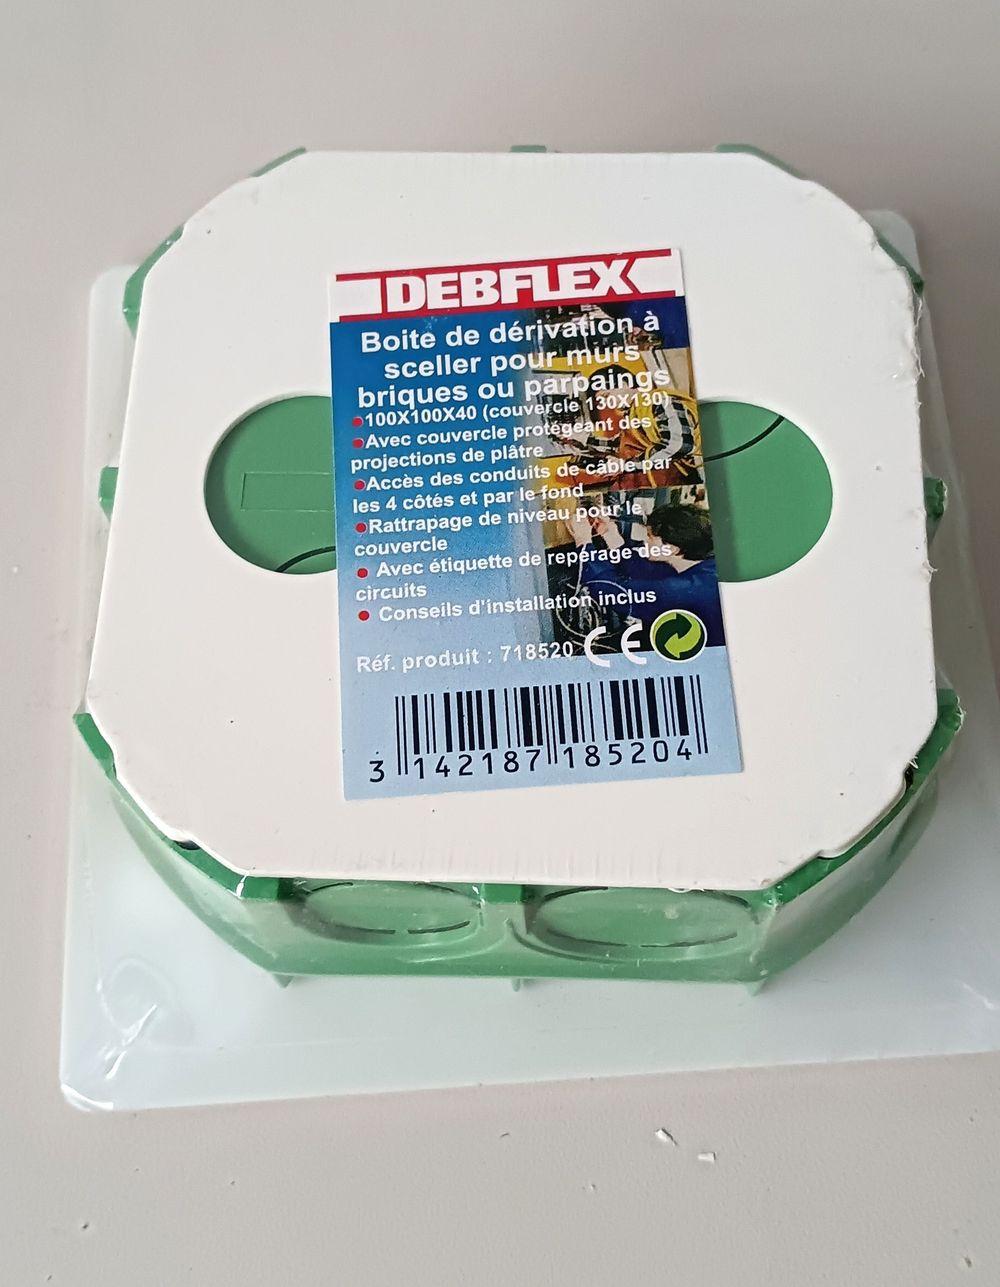 DEBFLEX
Boite de dérivation à
sceller pour murs
briques ou parpaings
•100X100X40 (couvercle 130X130)
•Avec couvercle protégeant des
projections de plâtre
•Accès des conduits de câble par
les 4 côtés et par le fond
•Rattrapage de niveau pour le
couvercle
• Avec étiquette de repérage des
circuits
• Conseils d'installation inclus
Réf. produit : 718520 CE
3 142187 185204